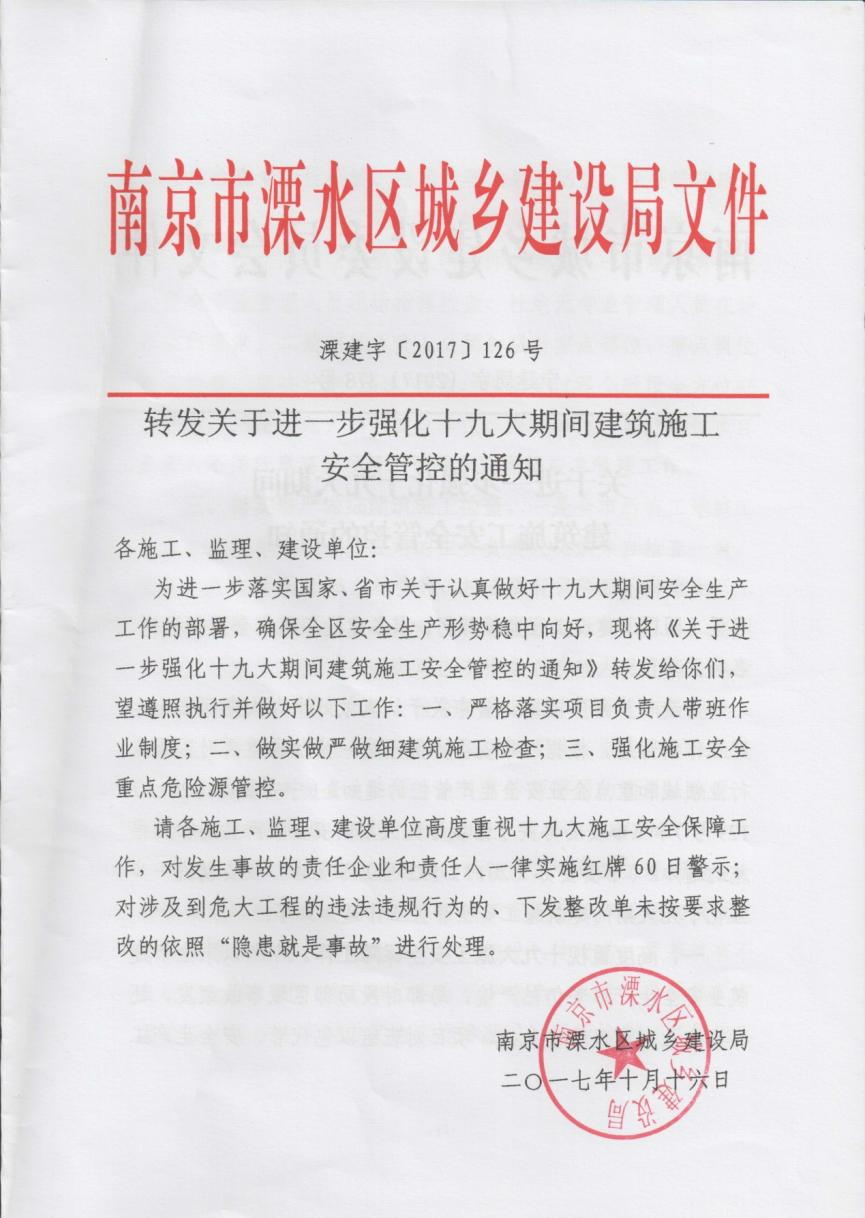 南京市溧水区城乡建设局文件
溧建字〔2017〕126号
转发关于进一步强化十九大期间建筑施工
安全管控的通知
各施工、监理、建设单位:
为进一步落实国家、省市关于认真做好十九大期间安全生产
工作的部署，确保全区安全生产形势稳中向好，现将《关于进
一步强化十九大期间建筑施工安全管控的通知》转发给你们，
望遵照执行并做好以下工作：一、严格落实项目负责人带班作
业制度；二、做实做严做细建筑施工检查；三、强化施工安全
重点危险源管控。
请各施工、监理、建设单位高度重视十九大施工安全保障工
作，对发生事故的责任企业和责任人一律实施红牌60日警示；
对涉及到危大工程的违法违规行为的、下发整改单未按要求整
改的依照“隐患就是事故”进行处理。
南京市溧水区城乡建设局
二〇一七年十月十六日
南京市溧水区城乡建设局